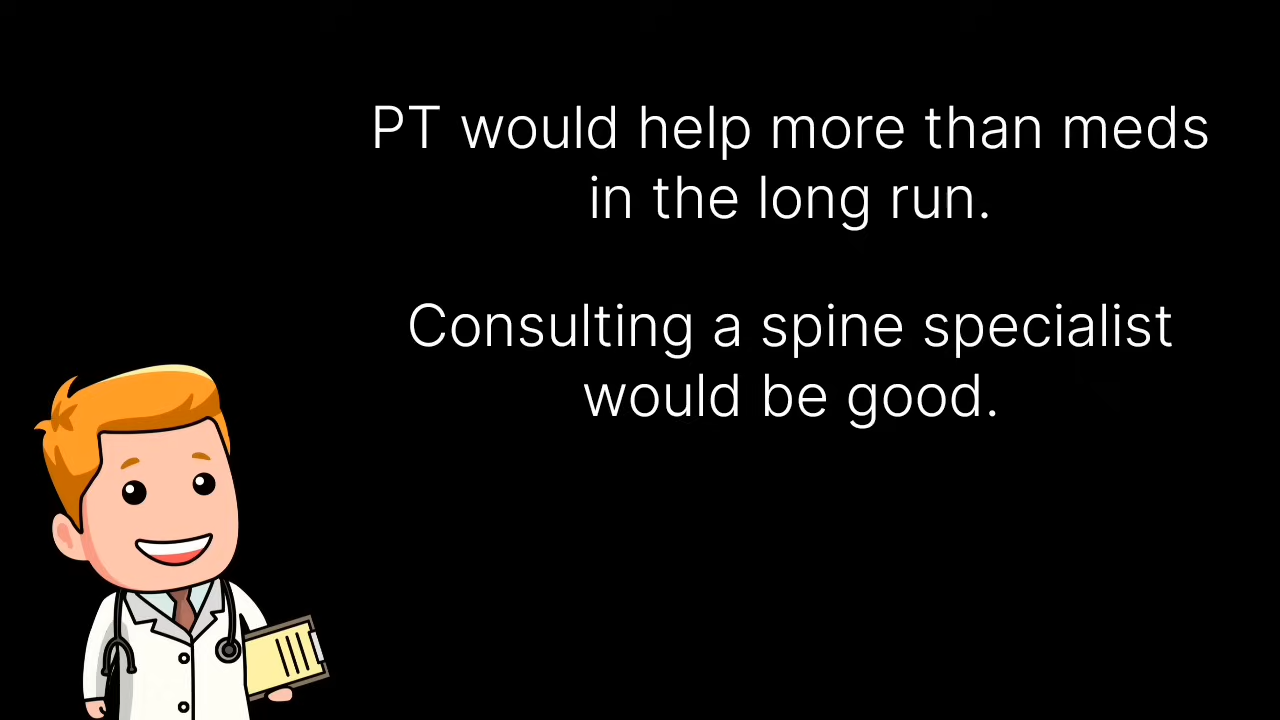 PT would help more than meds
in the long run.
Consulting a spine specialist
would be good.